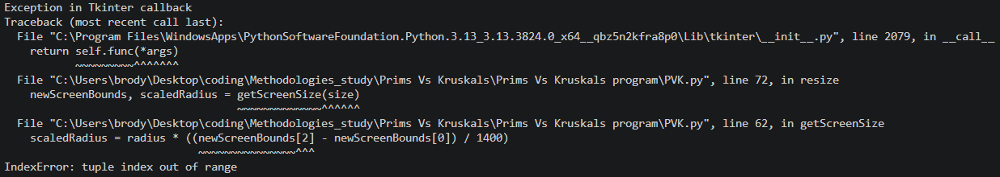 Exception in Tkinter callback
Traceback (most recent call last):
  File "C:\Program Files\WindowsApps\PythonSoftwareFoundation.Python.3.13_3.13.3824.0_x64__qbz5n2kfra8p0\Lib\tkinter\__init__.py", line 2079, in __call__
    return self.func(*args)
           ~~~~~~~~~^^^^^^^
  File "C:\Users\brody\Desktop\coding\Methodologies_study\Prims Vs Kruskals\Prims Vs Kruskals program\PVK.py", line 72, in resize
    newScreenBounds, scaledRadius = getScreenSize(size)
                                    ~~~~~~~~~~~~~^^^^^^
  File "C:\Users\brody\Desktop\coding\Methodologies_study\Prims Vs Kruskals\Prims Vs Kruskals program\PVK.py", line 62, in getScreenSize
    scaledRadius = radius * ((newScreenBounds[2] - newScreenBounds[0]) / 1400)
                              ~~~~~~~~~~~~~~~^^^
IndexError: tuple index out of range